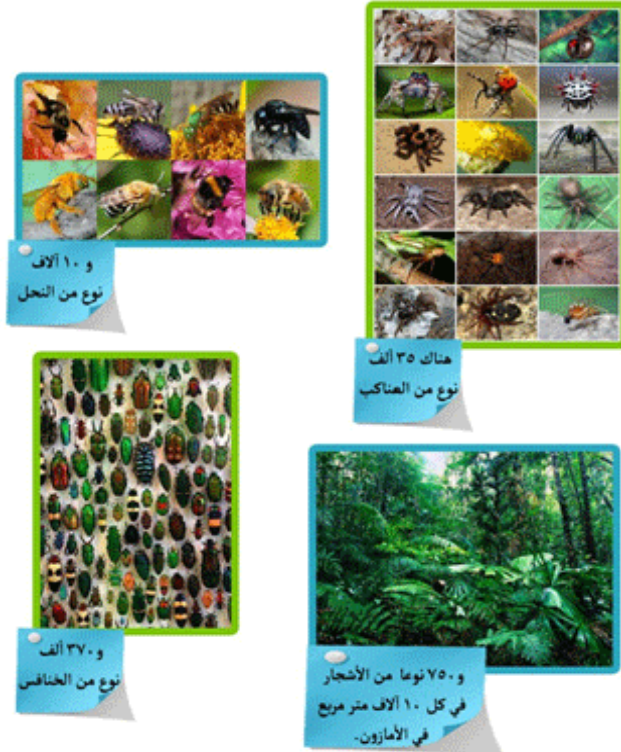 هناك ٣٥ ألف
نوع من العناكب
و ١٠ آلاف
نوع من النحل
و ٣٧٠ ألف
نوع من الخنافس
و ٧٥٠ نوعا من الأشجار
في كل ١٠ آلاف متر مربع
في الأمازون.